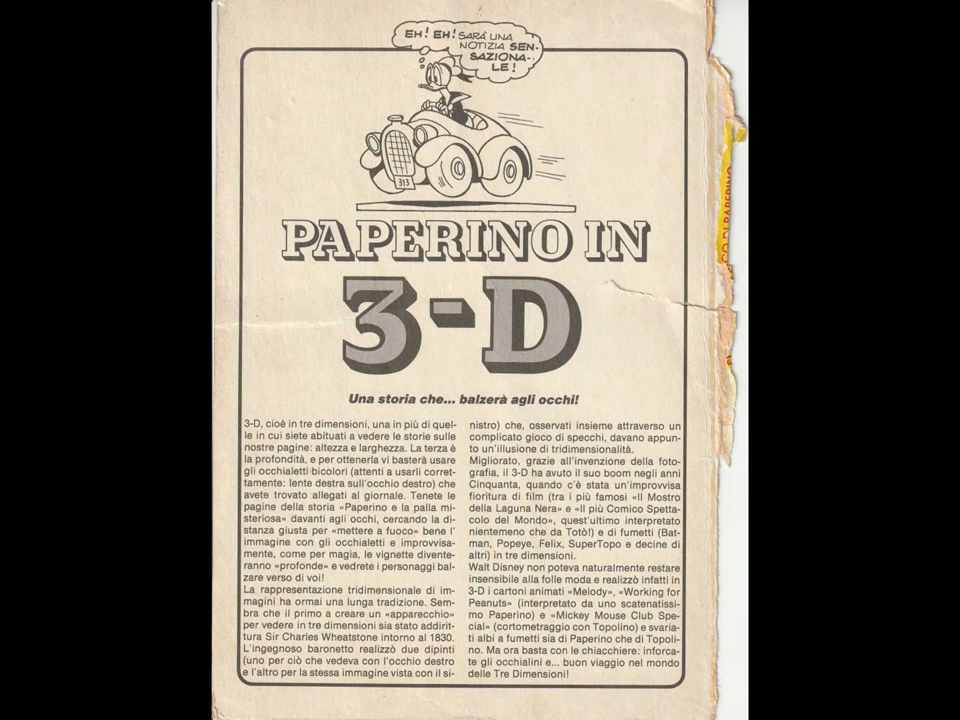 EH! EH! SARA' UNA
NOTIZIA SEN-
SAZIONA-
LE!
313
PAPERINO IN
3-D
Una storia che... balzerà agli occhi!
3-D, cioè in tre dimensioni, una in più di quel-
le in cui siete abituati a vedere le storie sulle
nostre pagine: altezza e larghezza. La terza è
la profondità, e per ottenerla vi basterà usare
gli occhialetti bicolori (attenti a usarli corret-
tamente: lente destra sull'occhio destro) che
avete trovato allegati al giornale. Tenete le
pagine della storia «Paperino e la palla mi-
steriosa» davanti agli occhi, cercando la di-
stanza giusta per «mettere a fuoco» bene l'
immagine con gli occhialetti e improvvisa-
mente, come per magia, le vignette divente-
ranno «profonde» e vedrete i personaggi bal-
zare verso di voi!
La rappresentazione tridimensionale di im-
magini ha ormai una lunga tradizione. Sem-
bra che il primo a creare un «apparecchio»
per vedere in tre dimensioni sia stato addirit-
tura Sir Charles Wheatstone intorno al 1830.
L'ingegnoso baronetto realizzò due dipinti
(uno per ciò che vedeva con l'occhio destro
e l'altro per la stessa immagine vista con il si-
nistro) che, osservati insieme attraverso un
complicato gioco di specchi, davano appun-
to un'illusione di tridimensionalità.
Migliorato, grazie all'invenzione della foto-
grafia, il 3-D ha avuto il suo boom negli anni
Cinquanta, quando c'è stata un'improvvisa
fioritura di film (tra i più famosi «Il Mostro
della Laguna Nera» e «Il più Comico Spetta-
colo del Mondo», quest'ultimo interpretato
nientemeno che da Totò!) e di fumetti (Bat-
man, Popeye, Felix, SuperTopo e decine di
altri) in tre dimensioni.
Walt Disney non poteva naturalmente restare
insensibile alla folle moda e realizzò infatti in
3-D i cartoni animati «Melody», «Working for
Peanuts» (interpretato da uno scatenatissi-
mo Paperino) e «Mickey Mouse Club Spe-
cial» (cortometraggio con Topolino) e svaria-
ti albi a fumetti sia di Paperino che di Topoli-
no. Ma ora basta con le chiacchiere: inforca-
te gli occhialini e... buon viaggio nel mondo
delle Tre Dimensioni!